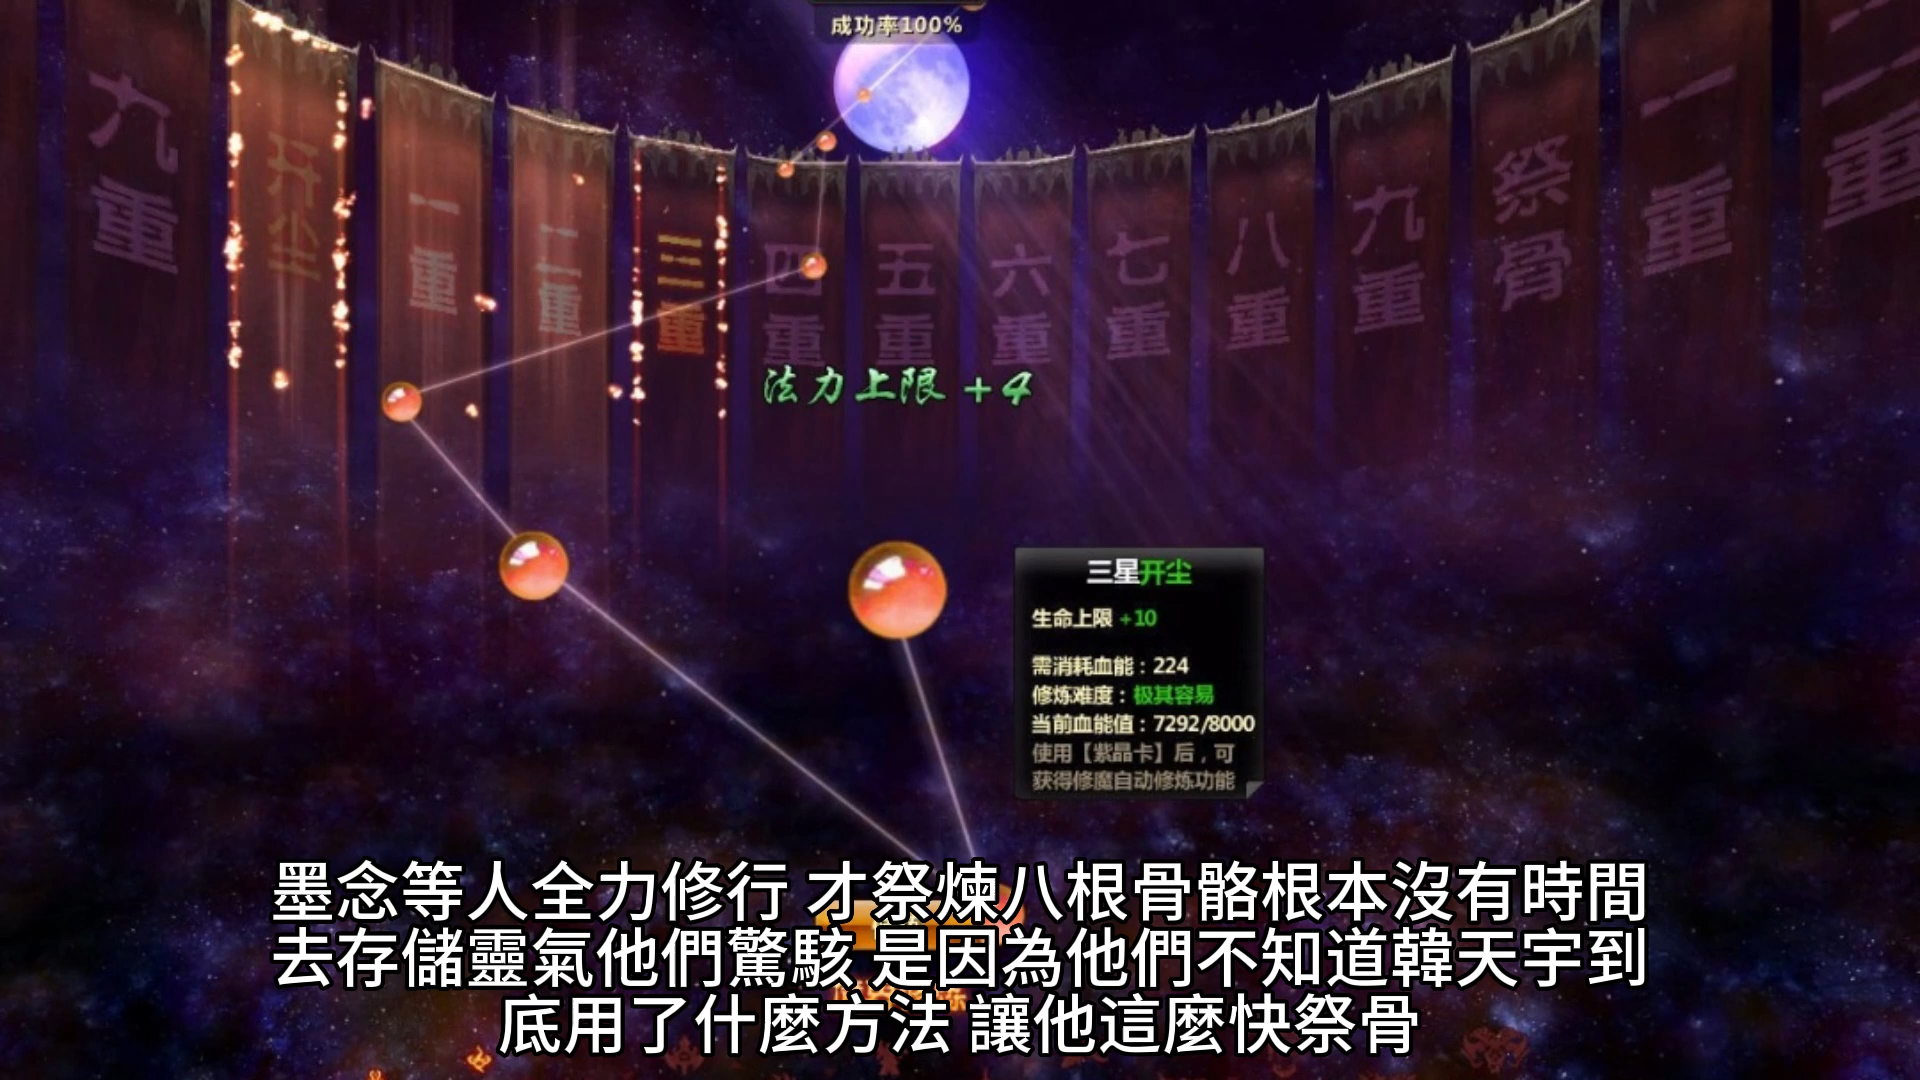 成功率100%
九重
开尘
一重
二重
三重
四重
五重
六重
七重
八重
九重
祭骨
一重
二重
法力上限 +4
三星开尘
生命上限 +10
需消耗血能：224
修炼难度：极其容易
当前血能值：7292/8000
使用【紫晶卡】后，可
获得修魔自动修炼功能
墨念等人全力修行 才祭煉八根骨骼根本沒有時間
去存儲靈氣他們驚駭 是因為他們不知道韓天宇到
底用了什麼方法 讓他這麼快祭骨